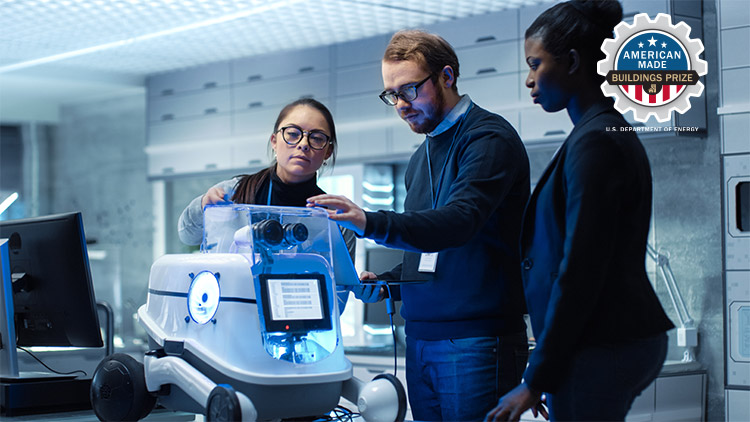 AMERICAN
MADE
BUILDINGS PRIZE
U.S. DEPARTMENT OF ENERGY